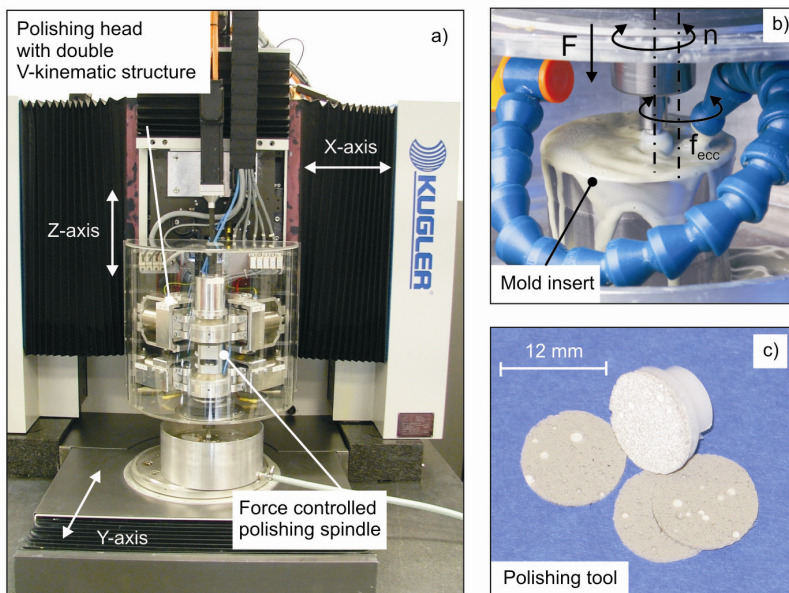 Polishing head
with double
V-kinematic structure
a)
X-axis
Z-axis
KUGLER
Force controlled
polishing spindle
Y-axis
b)
F
n
fecc
Mold insert
c)
12 mm
Polishing tool